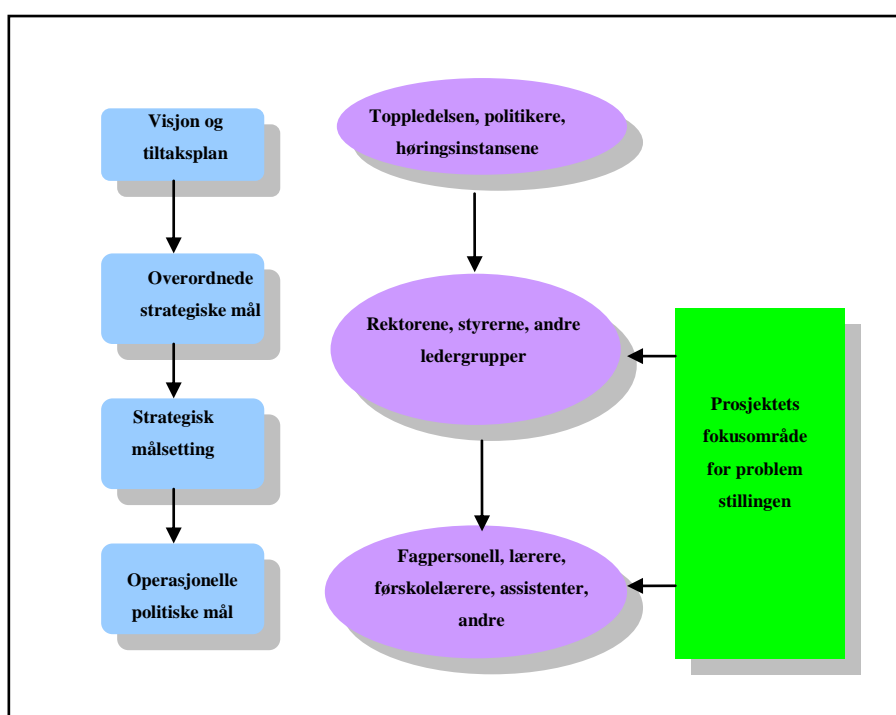 Visjon og
tiltaksplan
Overordnede
strategiske mål
Strategisk
målsetting
Operasjonelle
politiske mål
Toppledelsen, politikere,
høringsinstansene
Rektorene, styrerne, andre
ledergrupper
Fagpersonell, lærere,
førskolelærere, assistenter,
andre
Prosjektets
fokusområde
for problem
stillingen